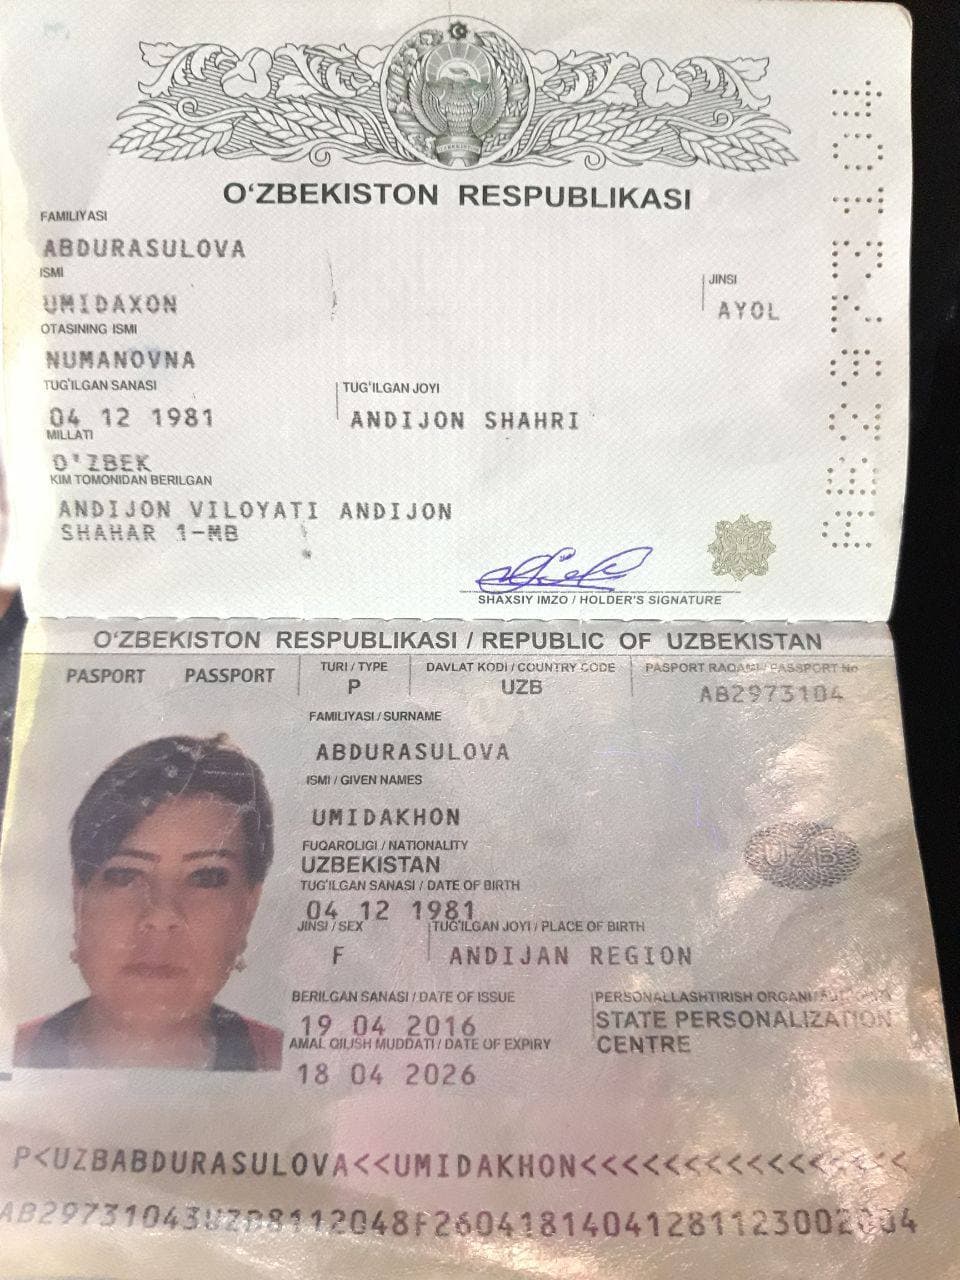 O‘ZBEKISTON RESPUBLIKASI
FAMILIYASI
ABDURASULOVA
ISMI
JINSI
UMIDAXON
AYOL
OTASINING ISMI
NUMANOVNA
TUG‘ILGAN SANASI
TUG‘ILGAN JOYI
04 12 1981
ANDIJON SHAHRI
MILLATI
O'ZBEK
KIM TOMONIDAN BERILGAN
ANDIJON VILOYATI ANDIJON
SHAHAR 1-MB
SHAXSIY IMZO / HOLDER'S SIGNATURE
O‘ZBEKISTON RESPUBLIKASI / REPUBLIC OF UZBEKISTAN
PASPORT PASSPORT
TURI / TYPE
DAVLAT KODI / COUNTRY CODE
PASPORT RAQAMI / PASSPORT No
P
UZB
AB2973104
FAMILIYASI / SURNAME
ABDURASULOVA
ISMI / GIVEN NAMES
UMIDAKHON
FUQAROLIGI / NATIONALITY
UZBEKISTAN
UZB
TUG‘ILGAN SANASI / DATE OF BIRTH
04 12 1981
JINSI / SEX
TUG‘ILGAN JOYI / PLACE OF BIRTH
F
ANDIJAN REGION
BERILGAN SANASI / DATE OF ISSUE
PERSONALLASHTIRISH
19 04 2016
STATE PERSONALIZATION
AMAL QILISH MUDDATI / DATE OF EXPIRY
CENTRE
18 04 2026
P<UZBABDURASULOVA<<UMIDAKHON<<<<<<<<<<<<<<<<